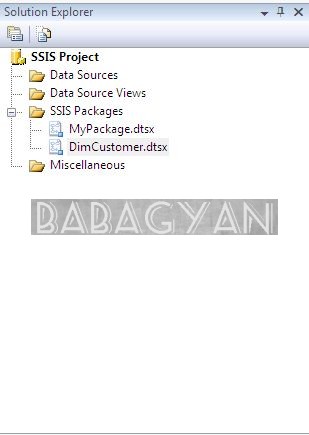 Solution Explorer
SSIS Project
Data Sources
Data Source Views
SSIS Packages
MyPackage.dtsx
DimCustomer.dtsx
Miscellaneous
BABAGYAN